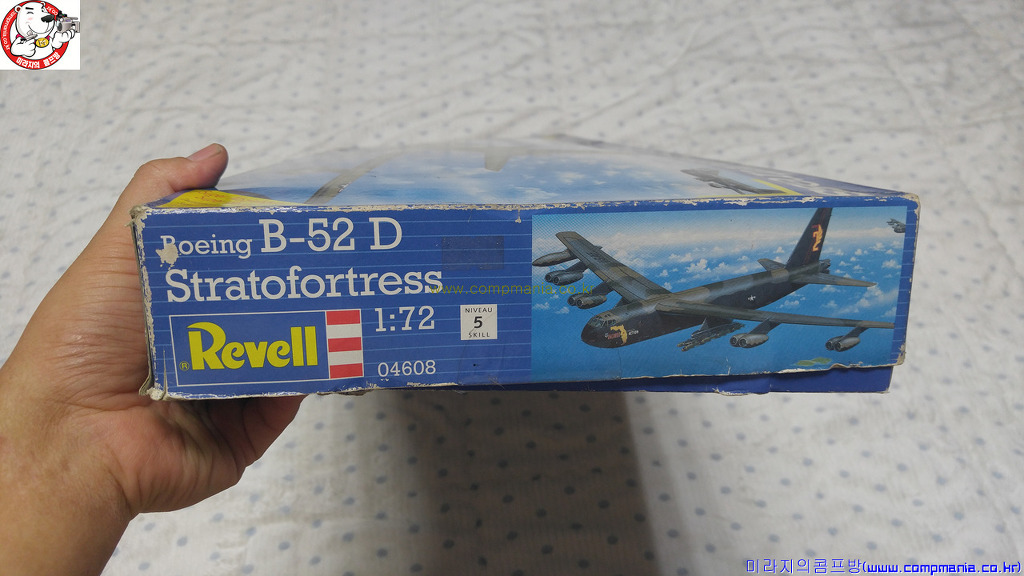 Boeing B-52 D
Stratofortress
www.compmania.co.kr
1:72
NIVEAU
5
SKILL
® Revell
04608
미라지의콤프방(www.compmania.co.kr)